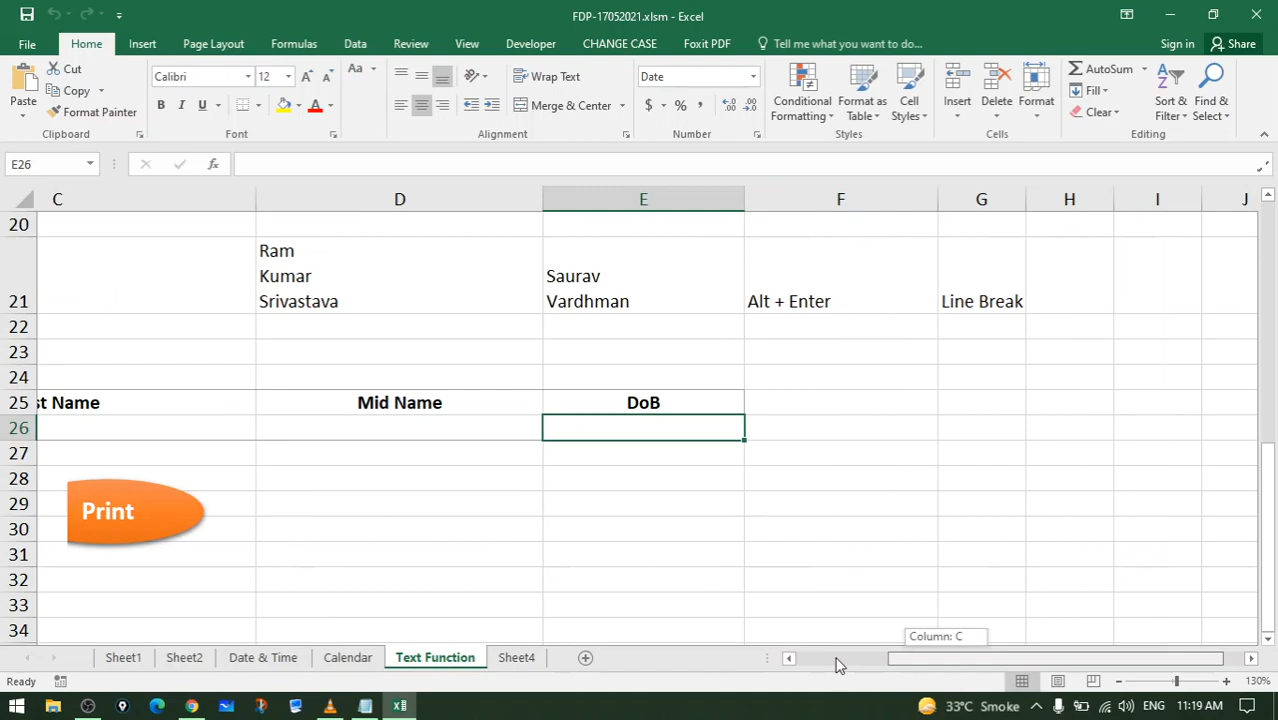 FDP-17052021.xlsm - Excel
File Home Insert Page Layout Formulas Data Review View Developer CHANGE CASE Foxit PDF Tell me what you want to do... Sign in Share
Paste
Cut
Copy
Format Painter
Clipboard
Calibri 12 Aa
B I U A
Font
Wrap Text
Merge & Center
Alignment
Date
$ % ,
Number
Conditional Formatting
Format as Table
Cell Styles
Styles
Insert Delete Format
Cells
AutoSum
Fill
Clear
Sort & Filter
Find & Select
Editing
E26 fx
C D E F G H I J
20
21
Ram
Kumar
Srivastava
Saurav
Vardhman
Alt + Enter
Line Break
22
23
24
25 st Name Mid Name DoB
26
27
28
29 Print
30
31
32
33
34
Column: C
Sheet1 Sheet2 Date & Time Calendar Text Function Sheet4
Ready 130%
33°C Smoke ENG 11:19 AM